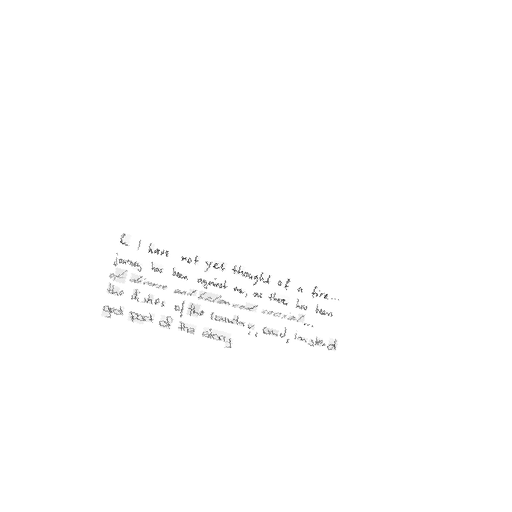 I have not yet thought of a fire...
journey has been against me, as there has been
of diverse and balanced social...
the dishes of the country; and, instead
get part of the story